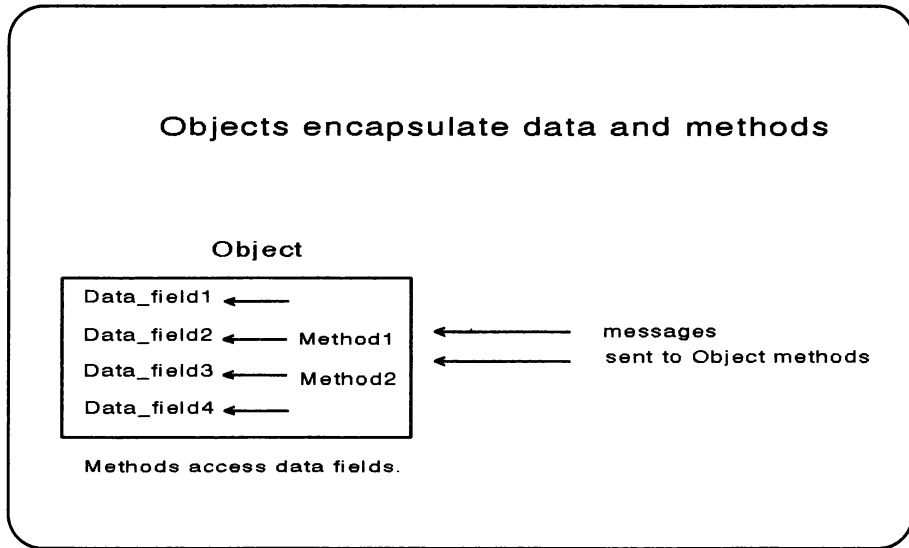 Objects encapsulate data and methods
Object
Data_field1
Data_field2 Method1
Data_field3 Method2
Data_field4
messages
sent to Object methods
Methods access data fields.